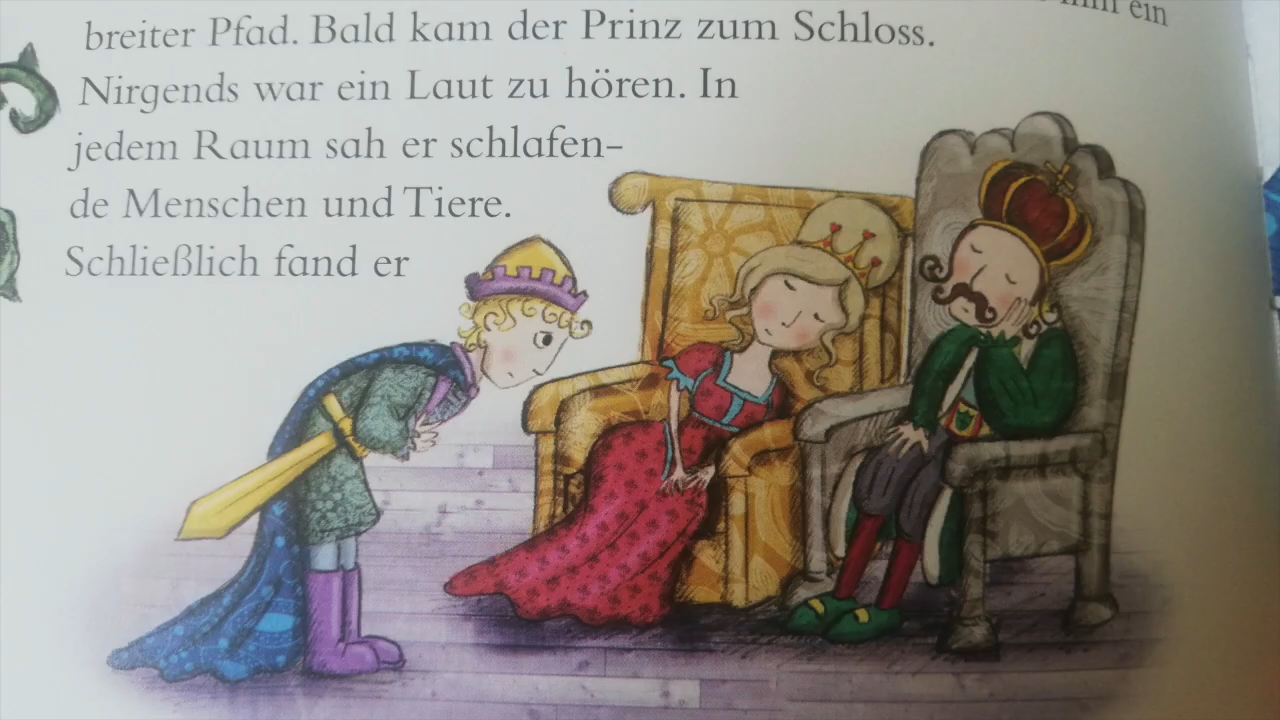 ein
breiter Pfad. Bald kam der Prinz zum Schloss.
Nirgends war ein Laut zu hören. In
jedem Raum sah er schlafen-
de Menschen und Tiere.
Schließlich fand er